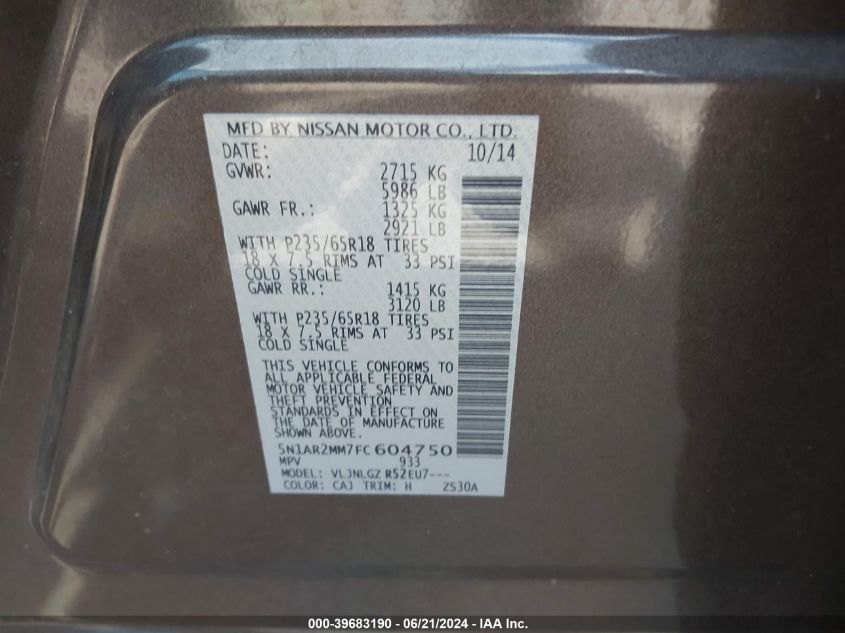 MFD BY NISSAN MOTOR CO., LTD.
DATE: 10/14
GVWR: 2715 KG
5986 LB
GAWR FR.: 1325 KG
2921 LB
WITH P235/65R18 TIRES
18 X 7.5 RIMS AT 33 PSI
COLD SINGLE
GAWR RR.: 1415 KG
3120 LB
WITH P235/65R18 TIRES
18 X 7.5 RIMS AT 33 PSI
COLD SINGLE
THIS VEHICLE CONFORMS TO
ALL APPLICABLE FEDERAL
MOTOR VEHICLE SAFETY AND
THEFT PREVENTION
STANDARDS IN EFFECT ON
THE DATE OF MANUFACTURE
SHOWN ABOVE.
5N1AR2MM7FC604750
MPV 933
MODEL: VLJNLGZ R52EU7---
COLOR: CAJ TRIM: H ZS30A
000-39683190 - 06/21/2024 - IAA Inc.